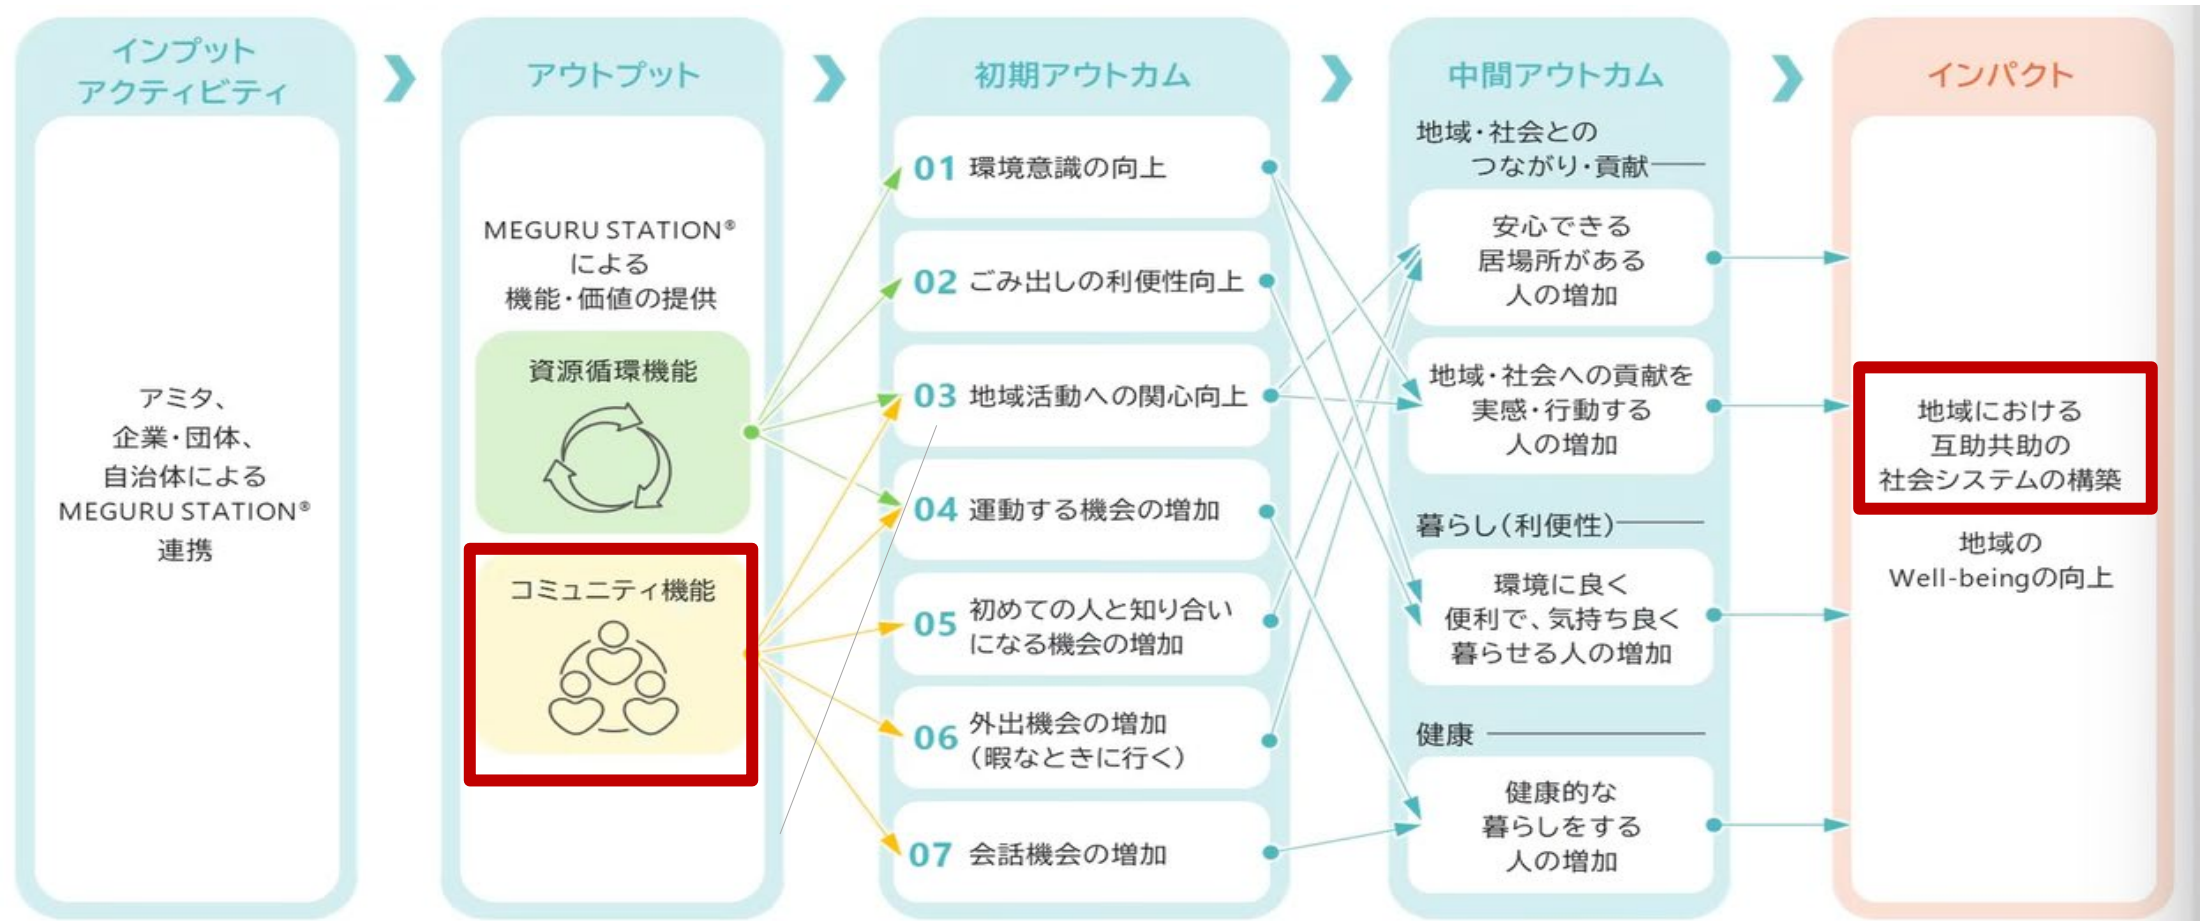 インプット
アクティビティ
アミタ、
企業・団体、
自治体による
MEGURU STATION®
連携
アウトプット
MEGURU STATION®
による
機能・価値の提供
資源循環機能
コミュニティ機能
初期アウトカム
01 環境意識の向上
02 ごみ出しの利便性向上
03 地域活動への関心向上
04 運動する機会の増加
05 初めての人と知り合い
になる機会の増加
06 外出機会の増加
（暇なときに行く）
07 会話機会の増加
中間アウトカム
地域・社会との
つながり・貢献
安心できる
居場所がある
人の増加
地域・社会への貢献を
実感・行動する
人の増加
暮らし（利便性）
環境に良く
便利で、気持ち良く
暮らせる人の増加
健康
健康的な
暮らしをする
人の増加
インパクト
地域における
互助共助の
社会システムの構築
地域の
Well-beingの向上